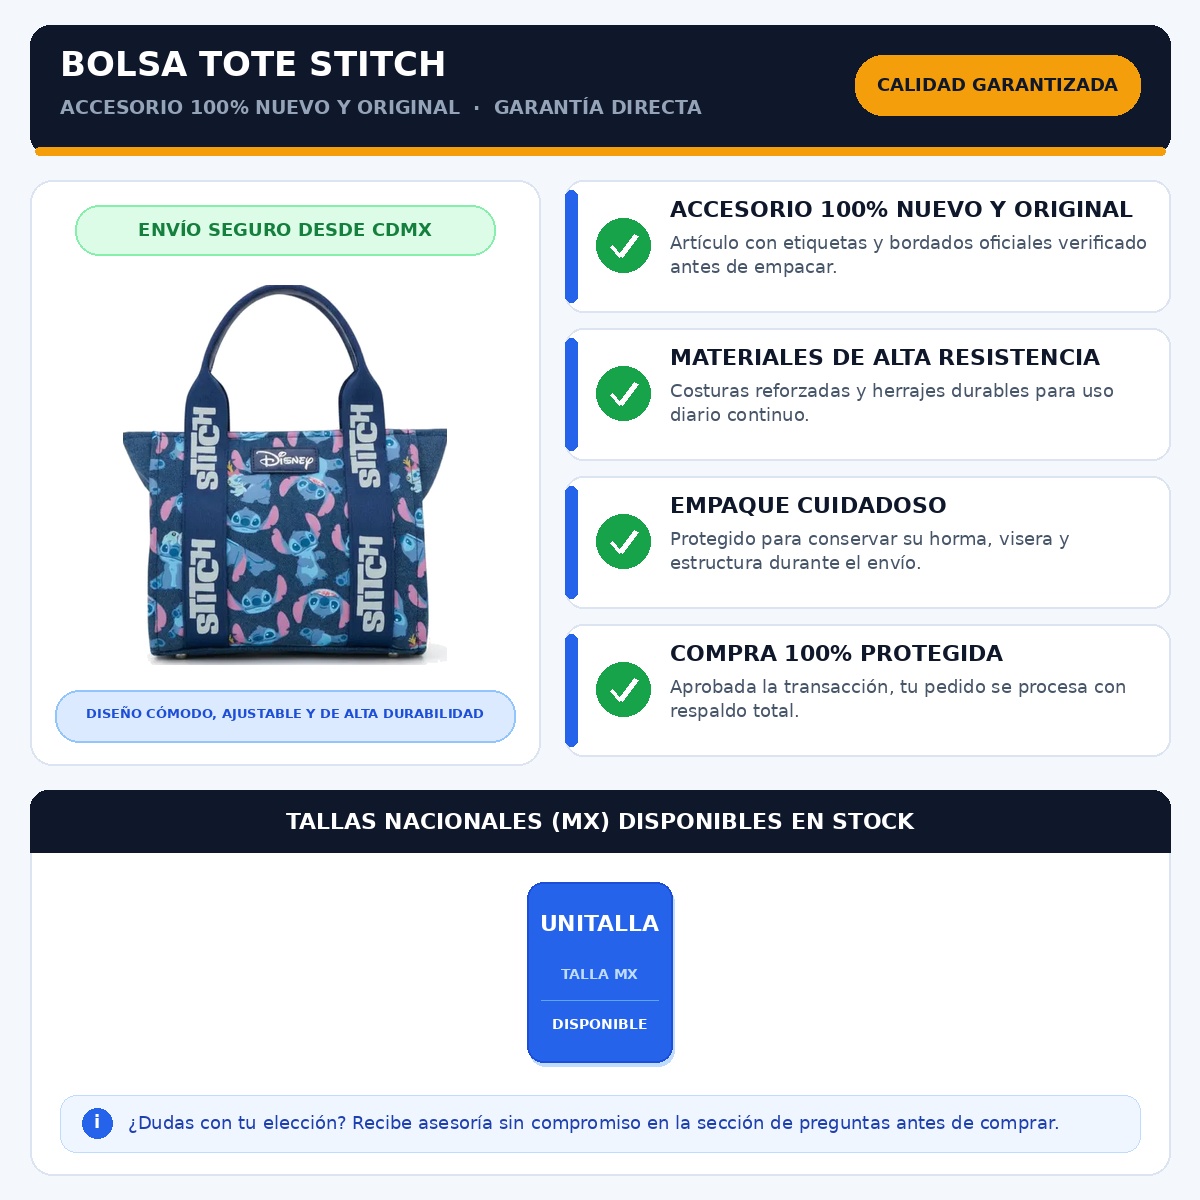 BOLSA TOTE STITCH
ACCESORIO 100% NUEVO Y ORIGINAL · GARANTÍA DIRECTA
CALIDAD GARANTIZADA
ENVÍO SEGURO DESDE CDMX
STITCH
STITCH
Disney
STITCH
STITCH
DISEÑO CÓMODO, AJUSTABLE Y DE ALTA DURABILIDAD
ACCESORIO 100% NUEVO Y ORIGINAL
Artículo con etiquetas y bordados oficiales verificado
antes de empacar.
MATERIALES DE ALTA RESISTENCIA
Costuras reforzadas y herrajes durables para uso
diario continuo.
EMPAQUE CUIDADOSO
Protegido para conservar su horma, visera y
estructura durante el envío.
COMPRA 100% PROTEGIDA
Aprobada la transacción, tu pedido se procesa con
respaldo total.
TALLAS NACIONALES (MX) DISPONIBLES EN STOCK
UNITALLA
TALLA MX
DISPONIBLE
i ¿Dudas con tu elección? Recibe asesoría sin compromiso en la sección de preguntas antes de comprar.